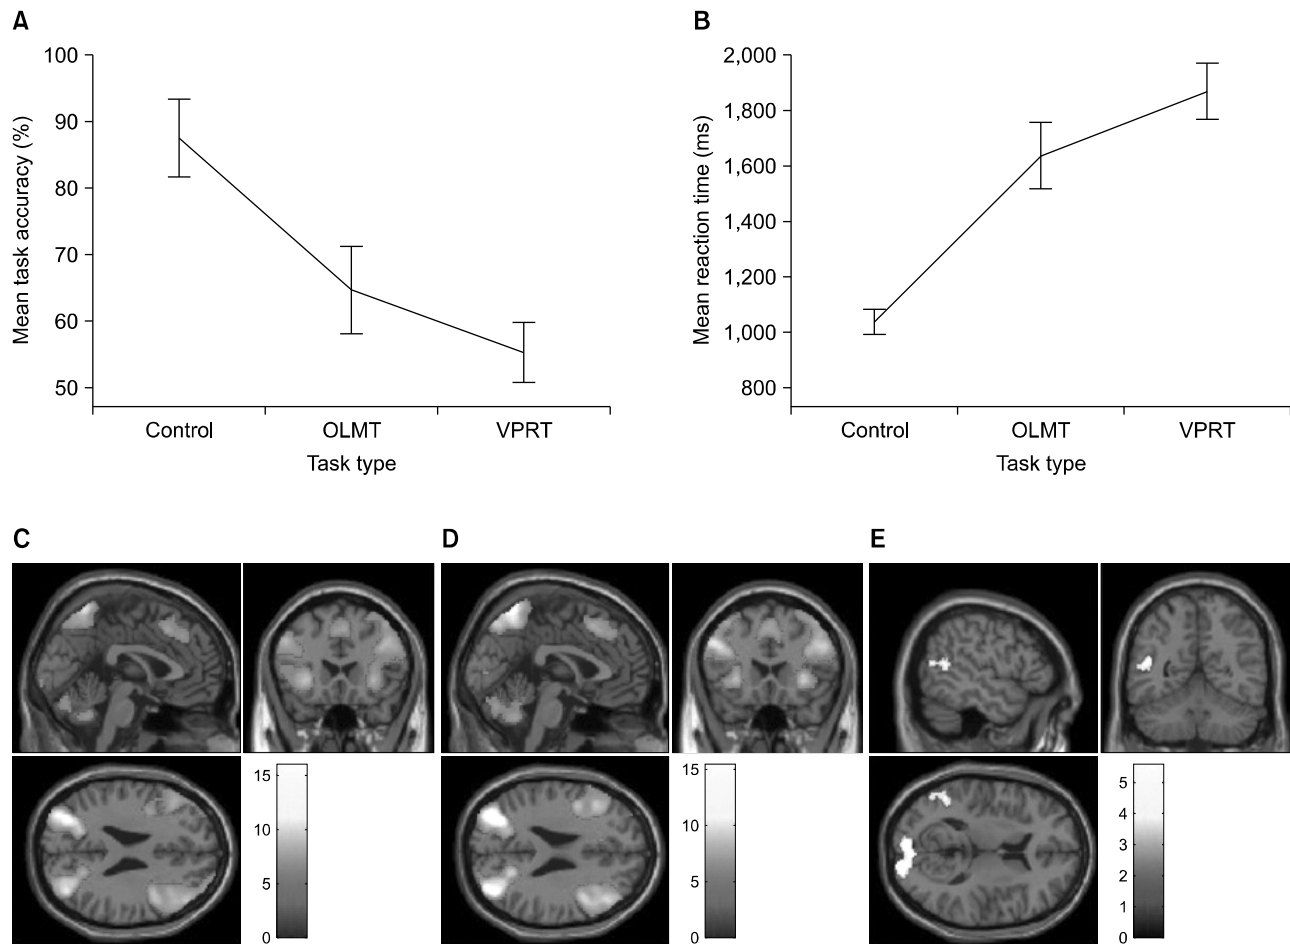 A
Mean task accuracy (%)
100
90
80
70
60
50
Control
OLMT
VPRT
Task type
B
Mean reaction time (ms)
2,000
1,800
1,600
1,400
1,200
1,000
800
Control
OLMT
VPRT
Task type
C
15
10
5
0
D
15
10
5
0
E
5
4
3
2
1
0